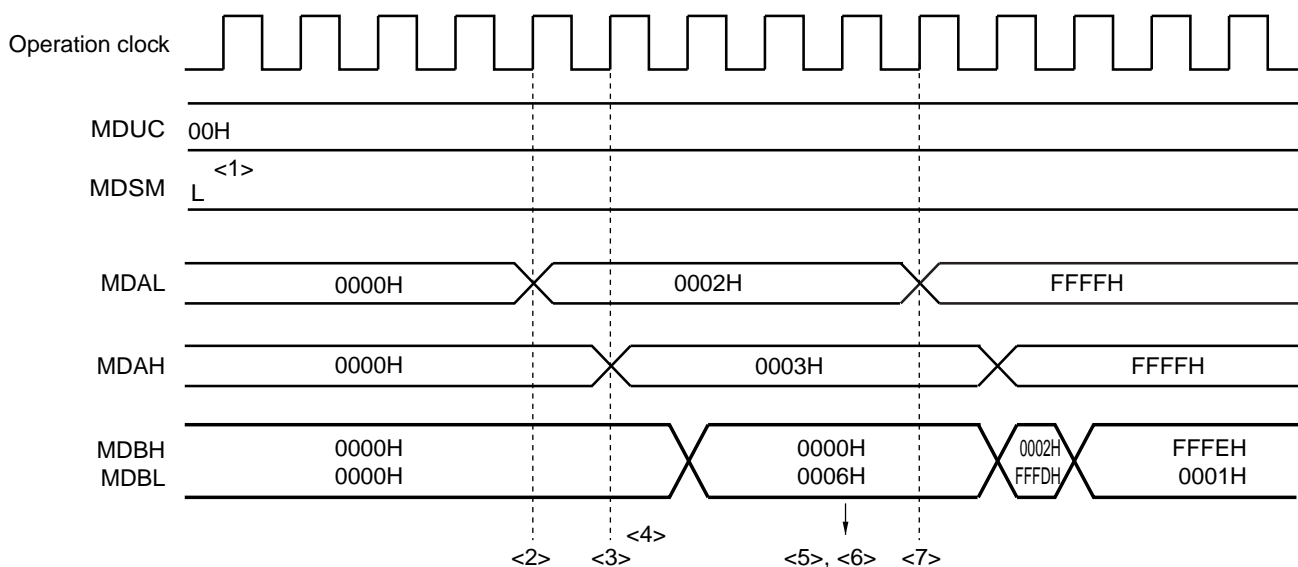 Operation clock
MDUC 00H
<1>
MDSM L
MDAL 0000H 0002H FFFFH
MDAH 0000H 0003H FFFFH
MDBH 0000H 0000H 0002H FFFEH
MDBL 0000H 0006H FFFDH 0001H
<4>
<2> <3> <5>, <6> <7>